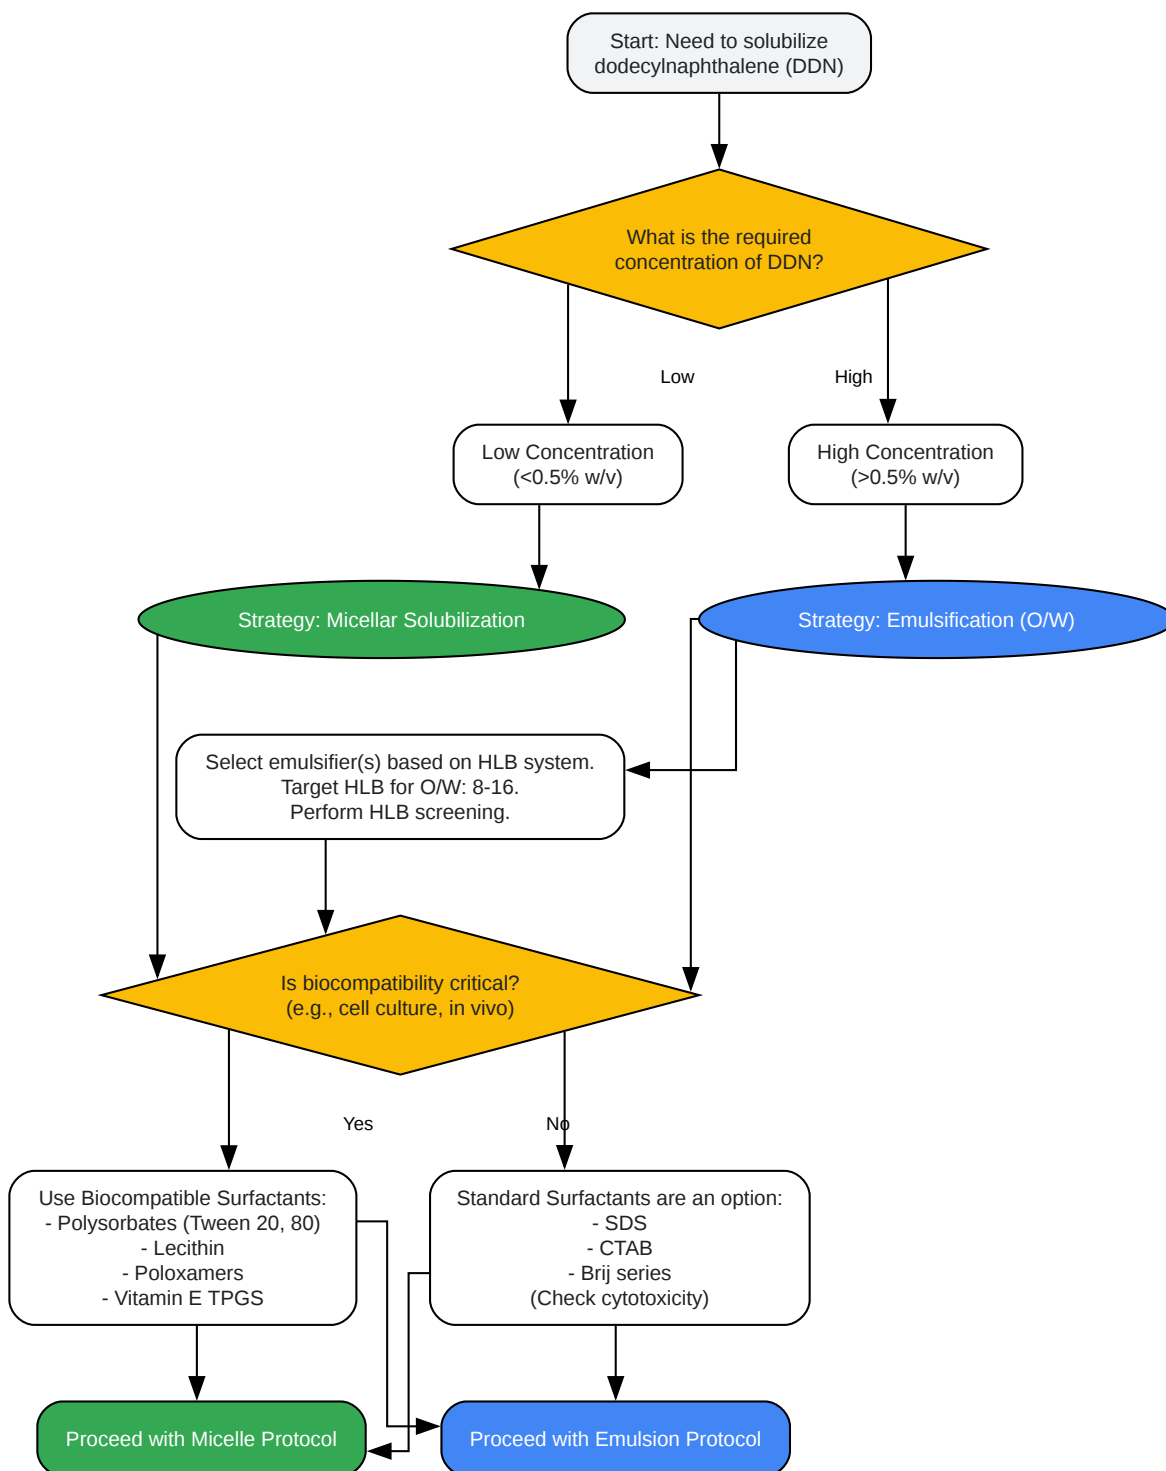 Start: Need to solubilize
dodecylnaphthalene (DDN)
What is the required
concentration of DDN?
Low
High
Low Concentration
(<0.5% w/v)
High Concentration
(>0.5% w/v)
Strategy: Micellar Solubilization
Strategy: Emulsification (O/W)
Select emulsifier(s) based on HLB system.
Target HLB for O/W: 8-16.
Perform HLB screening.
Is biocompatibility critical?
(e.g., cell culture, in vivo)
Yes
No
Use Biocompatible Surfactants:
- Polysorbates (Tween 20, 80)
- Lecithin
- Poloxamers
- Vitamin E TPGS
Standard Surfactants are an option:
- SDS
- CTAB
- Brij series
(Check cytotoxicity)
Proceed with Micelle Protocol
Proceed with Emulsion Protocol